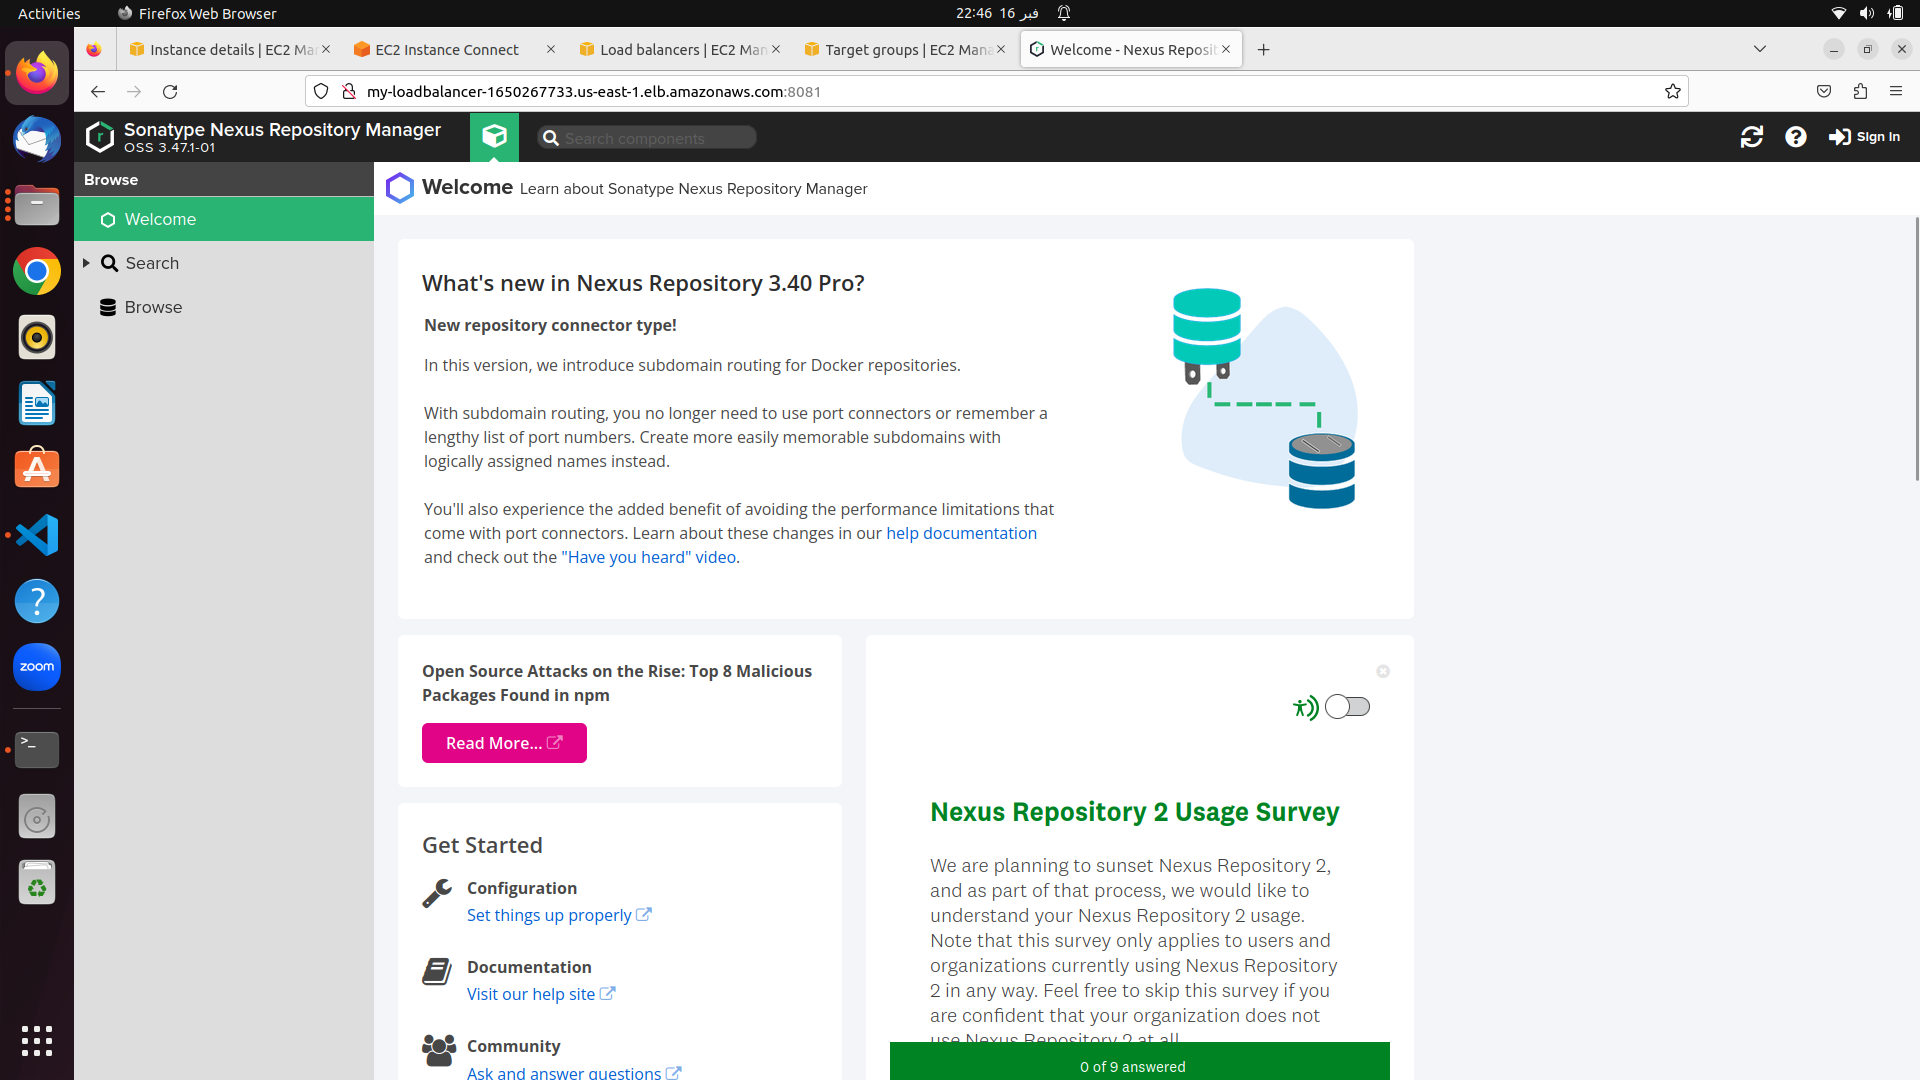 Activities
Firefox Web Browser
22:46 16 فبر
Instance details | EC2 Mar
EC2 Instance Connect
Load balancers | EC2 Man
Target groups | EC2 Mana
Welcome - Nexus Reposit
my-loadbalancer-1650267733.us-east-1.elb.amazonaws.com:8081
Sonatype Nexus Repository Manager
OSS 3.47.1-01
Search components
Sign in
Browse
Welcome
Search
Browse
Welcome Learn about Sonatype Nexus Repository Manager
What's new in Nexus Repository 3.40 Pro?
New repository connector type!
In this version, we introduce subdomain routing for Docker repositories.
With subdomain routing, you no longer need to use port connectors or remember a
lengthy list of port numbers. Create more easily memorable subdomains with
logically assigned names instead.
You'll also experience the added benefit of avoiding the performance limitations that
come with port connectors. Learn about these changes in our help documentation
and check out the "Have you heard" video.
Open Source Attacks on the Rise: Top 8 Malicious
Packages Found in npm
Read More...
Get Started
Configuration
Set things up properly
Documentation
Visit our help site
Community
Ask and answer questions
Nexus Repository 2 Usage Survey
We are planning to sunset Nexus Repository 2,
and as part of that process, we would like to
understand your Nexus Repository 2 usage.
Note that this survey only applies to users and
organizations currently using Nexus Repository
2 in any way. Feel free to skip this survey if you
are confident that your organization does not
use Nexus Repository 2 at all
0 of 9 answered
zoom